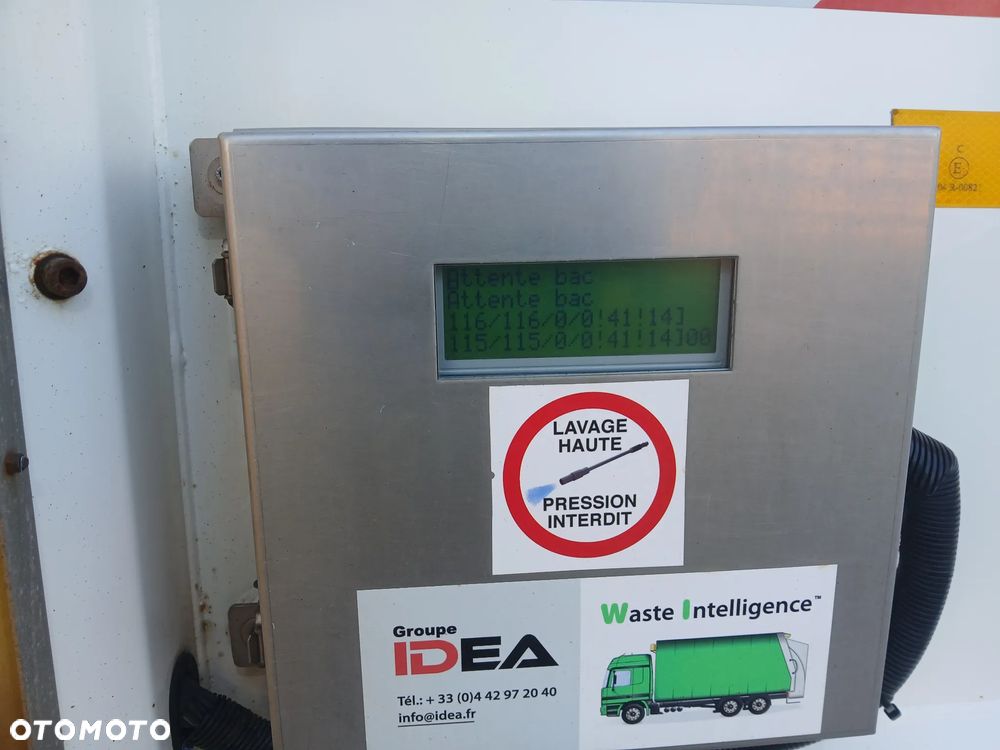 C
E
Attente bac
Attente bac
116/116/0/0!41!14]
115/115/0/0!41!14]00
LAVAGE
HAUTE
PRESSION
INTERDIT
Groupe
IDEA
Tél.: + 33 (0)4 42 97 20 40
info@idea.fr
Waste Intelligence™
OTOMOTO